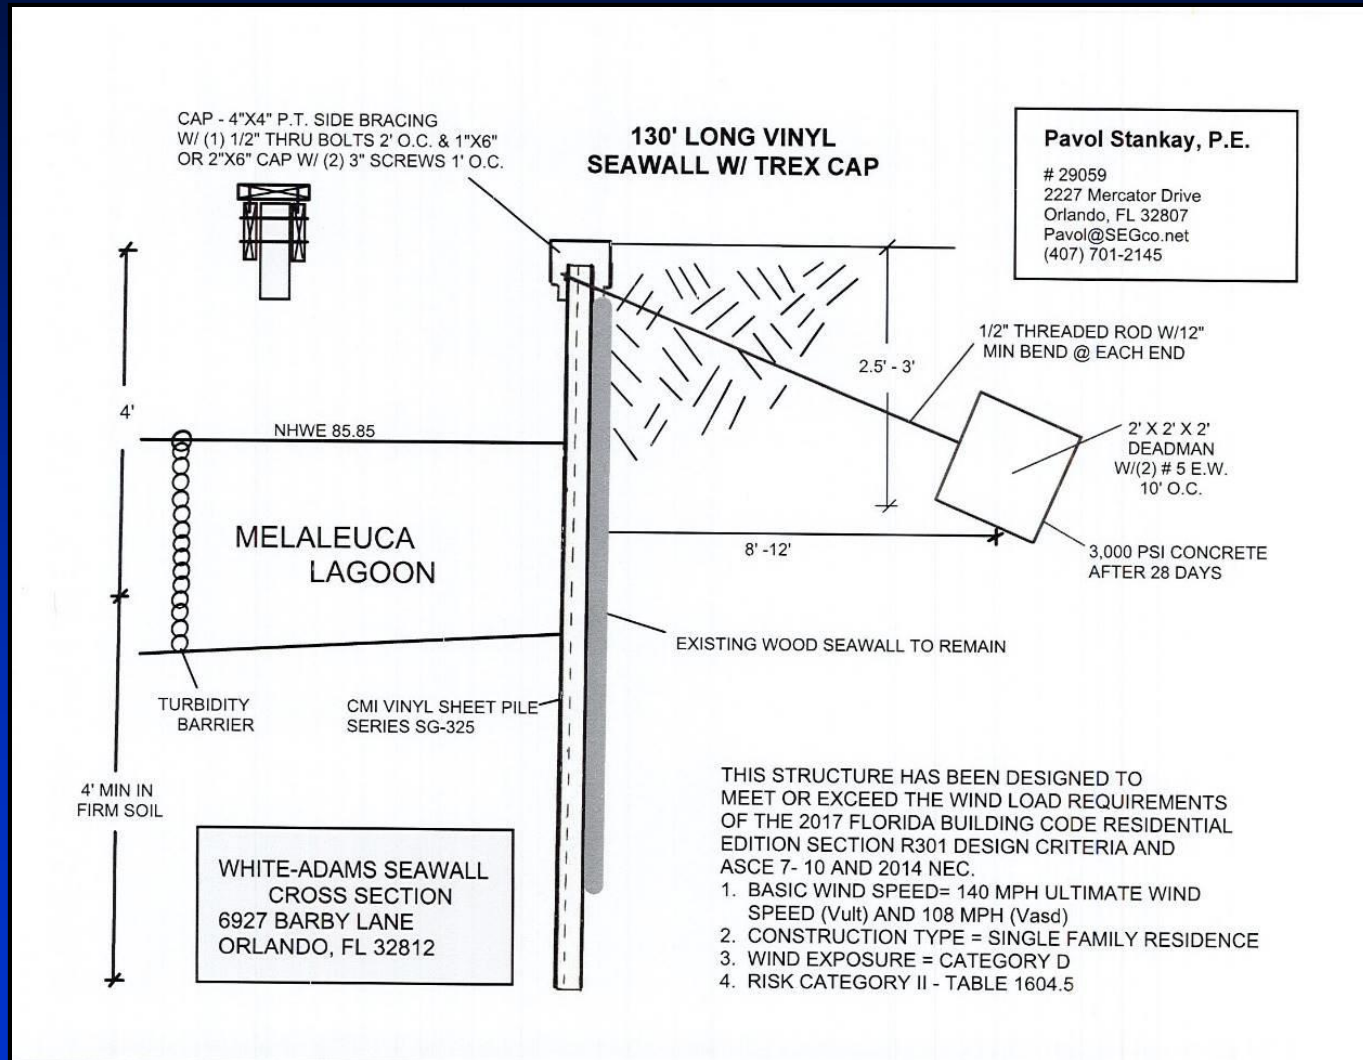 CAP - 4"X4" P.T. SIDE BRACING
W/ (1) 1/2" THRU BOLTS 2' O.C. & 1"X6"
OR 2"X6" CAP W/ (2) 3" SCREWS 1' O.C.
130' LONG VINYL
SEAWALL W/ TREX CAP
Pavol Stankay, P.E.
# 29059
2227 Mercator Drive
Orlando, FL 32807
Pavol@SEGco.net
(407) 701-2145
1/2" THREADED ROD W/12"
MIN BEND @ EACH END
2.5' - 3'
4'
NHWE 85.85
2' X 2' X 2'
DEADMAN
W/(2) # 5 E.W.
10' O.C.
MELALEUCA
LAGOON
8' -12'
3,000 PSI CONCRETE
AFTER 28 DAYS
EXISTING WOOD SEAWALL TO REMAIN
TURBIDITY
BARRIER
CMI VINYL SHEET PILE
SERIES SG-325
4' MIN IN
FIRM SOIL
WHITE-ADAMS SEAWALL
CROSS SECTION
6927 BARBY LANE
ORLANDO, FL 32812
THIS STRUCTURE HAS BEEN DESIGNED TO
MEET OR EXCEED THE WIND LOAD REQUIREMENTS
OF THE 2017 FLORIDA BUILDING CODE RESIDENTIAL
EDITION SECTION R301 DESIGN CRITERIA AND
ASCE 7- 10 AND 2014 NEC.
1. BASIC WIND SPEED= 140 MPH ULTIMATE WIND
SPEED (Vult) AND 108 MPH (Vasd)
2. CONSTRUCTION TYPE = SINGLE FAMILY RESIDENCE
3. WIND EXPOSURE = CATEGORY D
4. RISK CATEGORY II - TABLE 1604.5